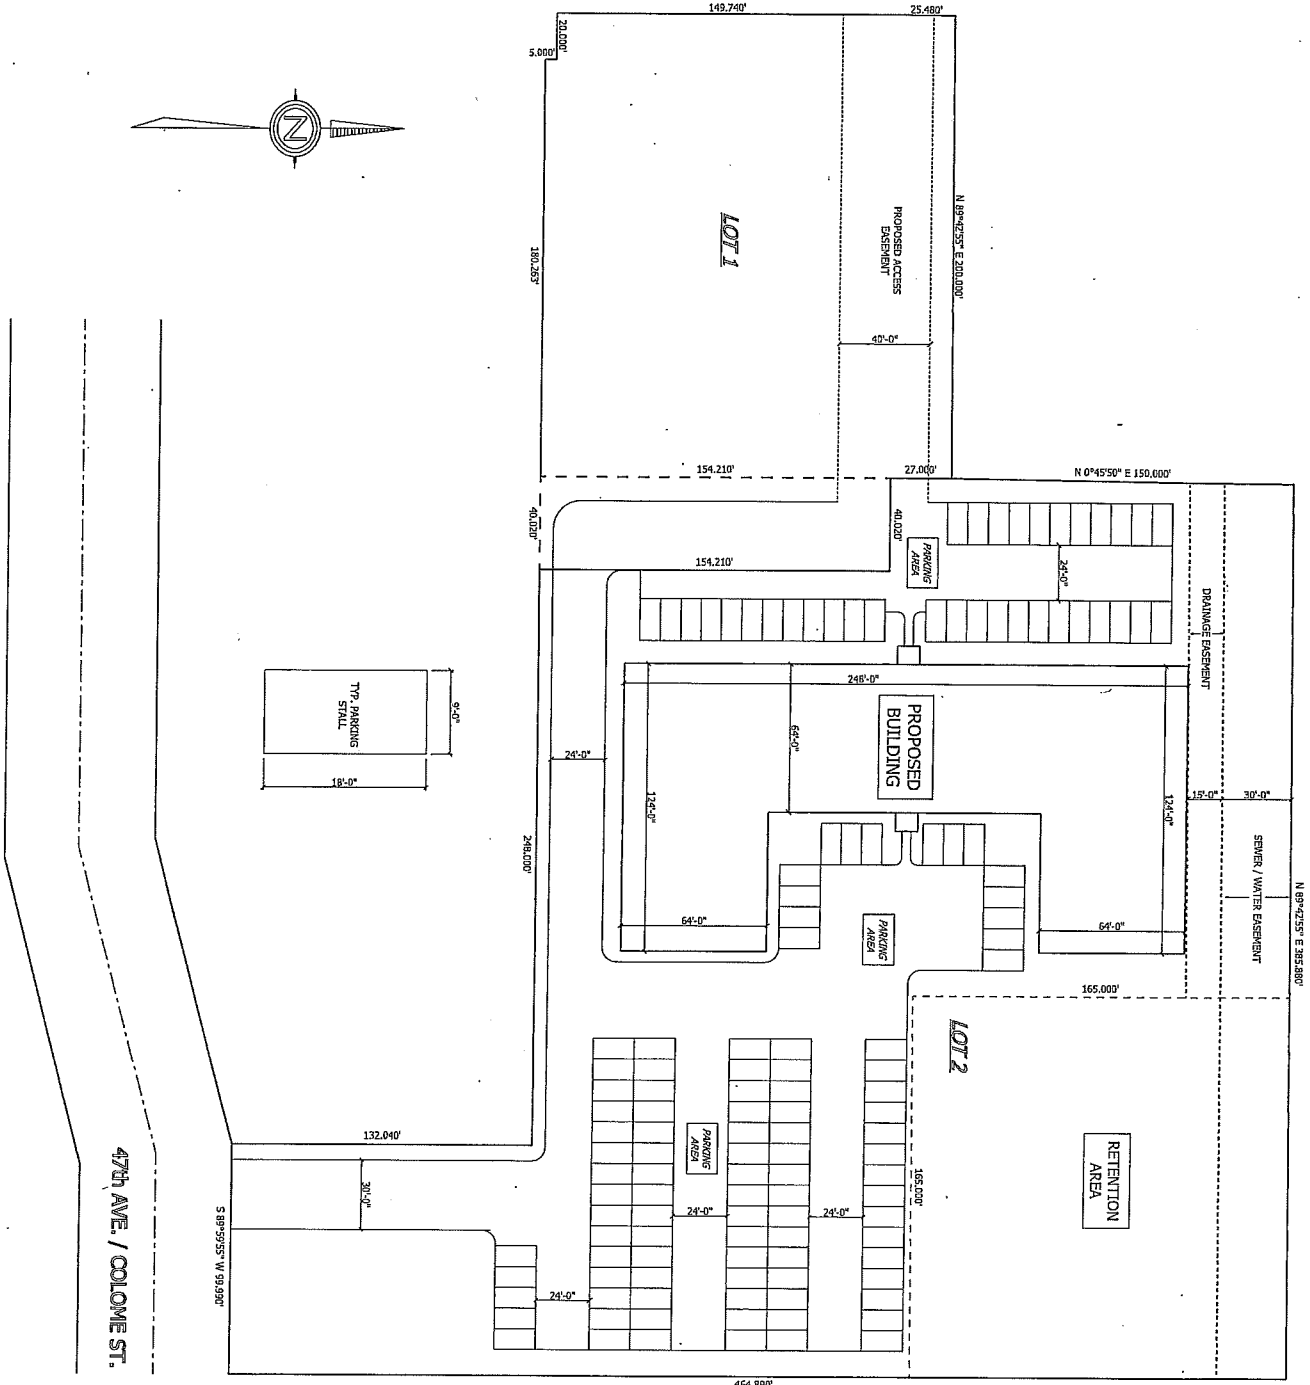 149.740'
25.480'
20.000'
5.000'
N
N 89°42'55" E 200.000'
PROPOSED ACCESS
EASEMENT
LOT 1
180.263'
40'-0"
154.210'
27.000'
N 0°45'50" E 150.000'
40.020'
40.020'
PARKING
AREA
24'-0"
154.210'
DRAINAGE EASEMENT
TYP. PARKING
STALL
9'-0"
18'-0"
246'-0"
64'-0"
PROPOSED
BUILDING
124'-0"
124'-0"
24'-0"
15'-0"
30'-0"
248.000'
SEWER / WATER EASEMENT
N 89°42'55" E 385.880'
64'-0"
64'-0"
PARKING
AREA
165.000'
LOT 2
132.040'
PARKING
AREA
RETENTION
AREA
165.000'
30'-0"
24'-0"
24'-0"
24'-0"
S 89°59'55" W 99.990'
47th AVE. / COLOME ST.